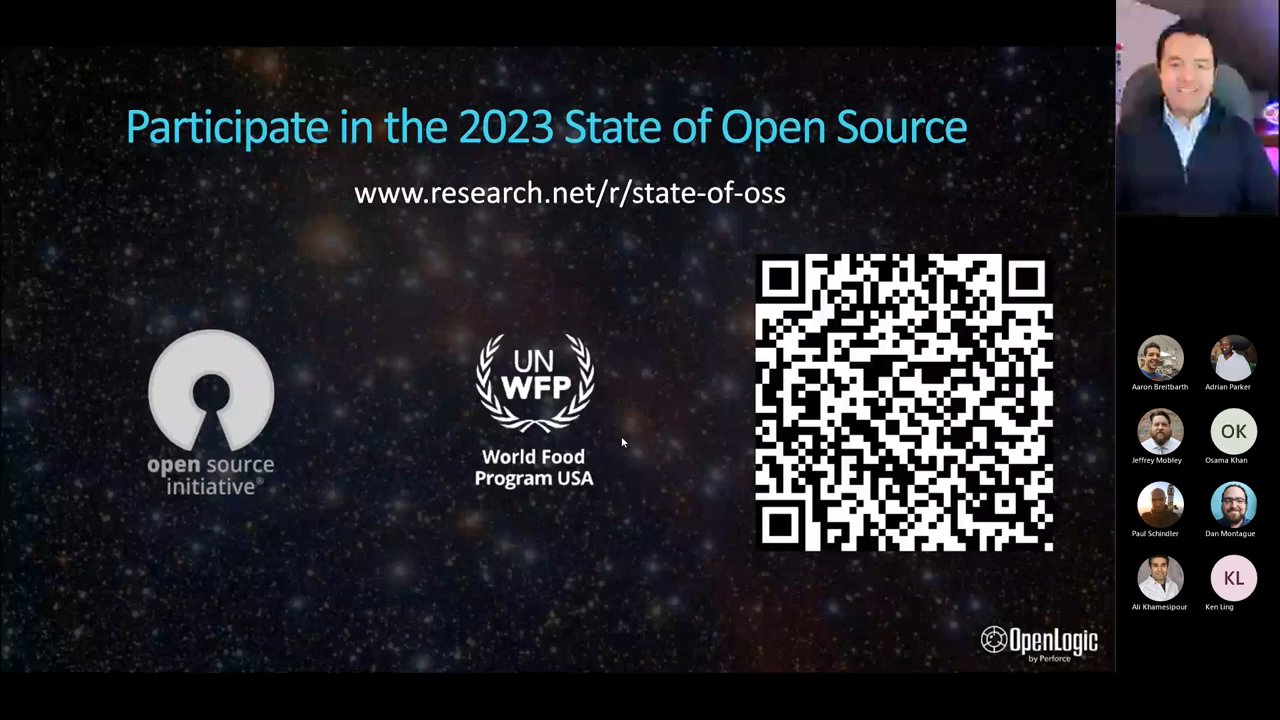 Participate in the 2023 State of Open Source
www.research.net/r/state-of-oss
open source
initiative®
UN
WFP
World Food
Program USA
OpenLogic
by Perforce
Aaron Breitbarth
Adrian Parker
Jeffrey Mobley
OK
Osama Khan
Paul Schindler
Dan Montague
Ali Khamesipour
KL
Ken Ling